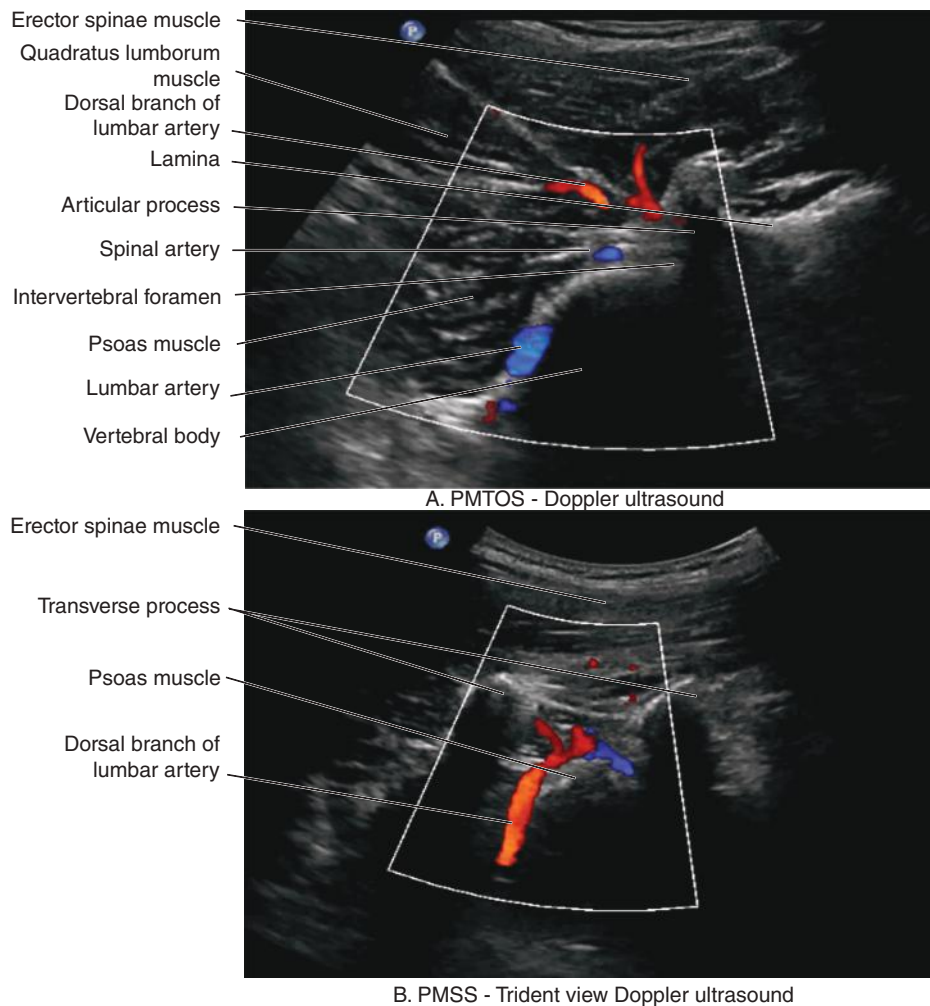 Erector spinae muscle
P
Quadratus lumborum
muscle
Dorsal branch of
lumbar artery
Lamina
Articular process
Spinal artery
Intervertebral foramen
Psoas muscle
Lumbar artery
Vertebral body
A. PMTOS - Doppler ultrasound
Erector spinae muscle
P
Transverse process
Psoas muscle
Dorsal branch of
lumbar artery
B. PMSS - Trident view Doppler ultrasound